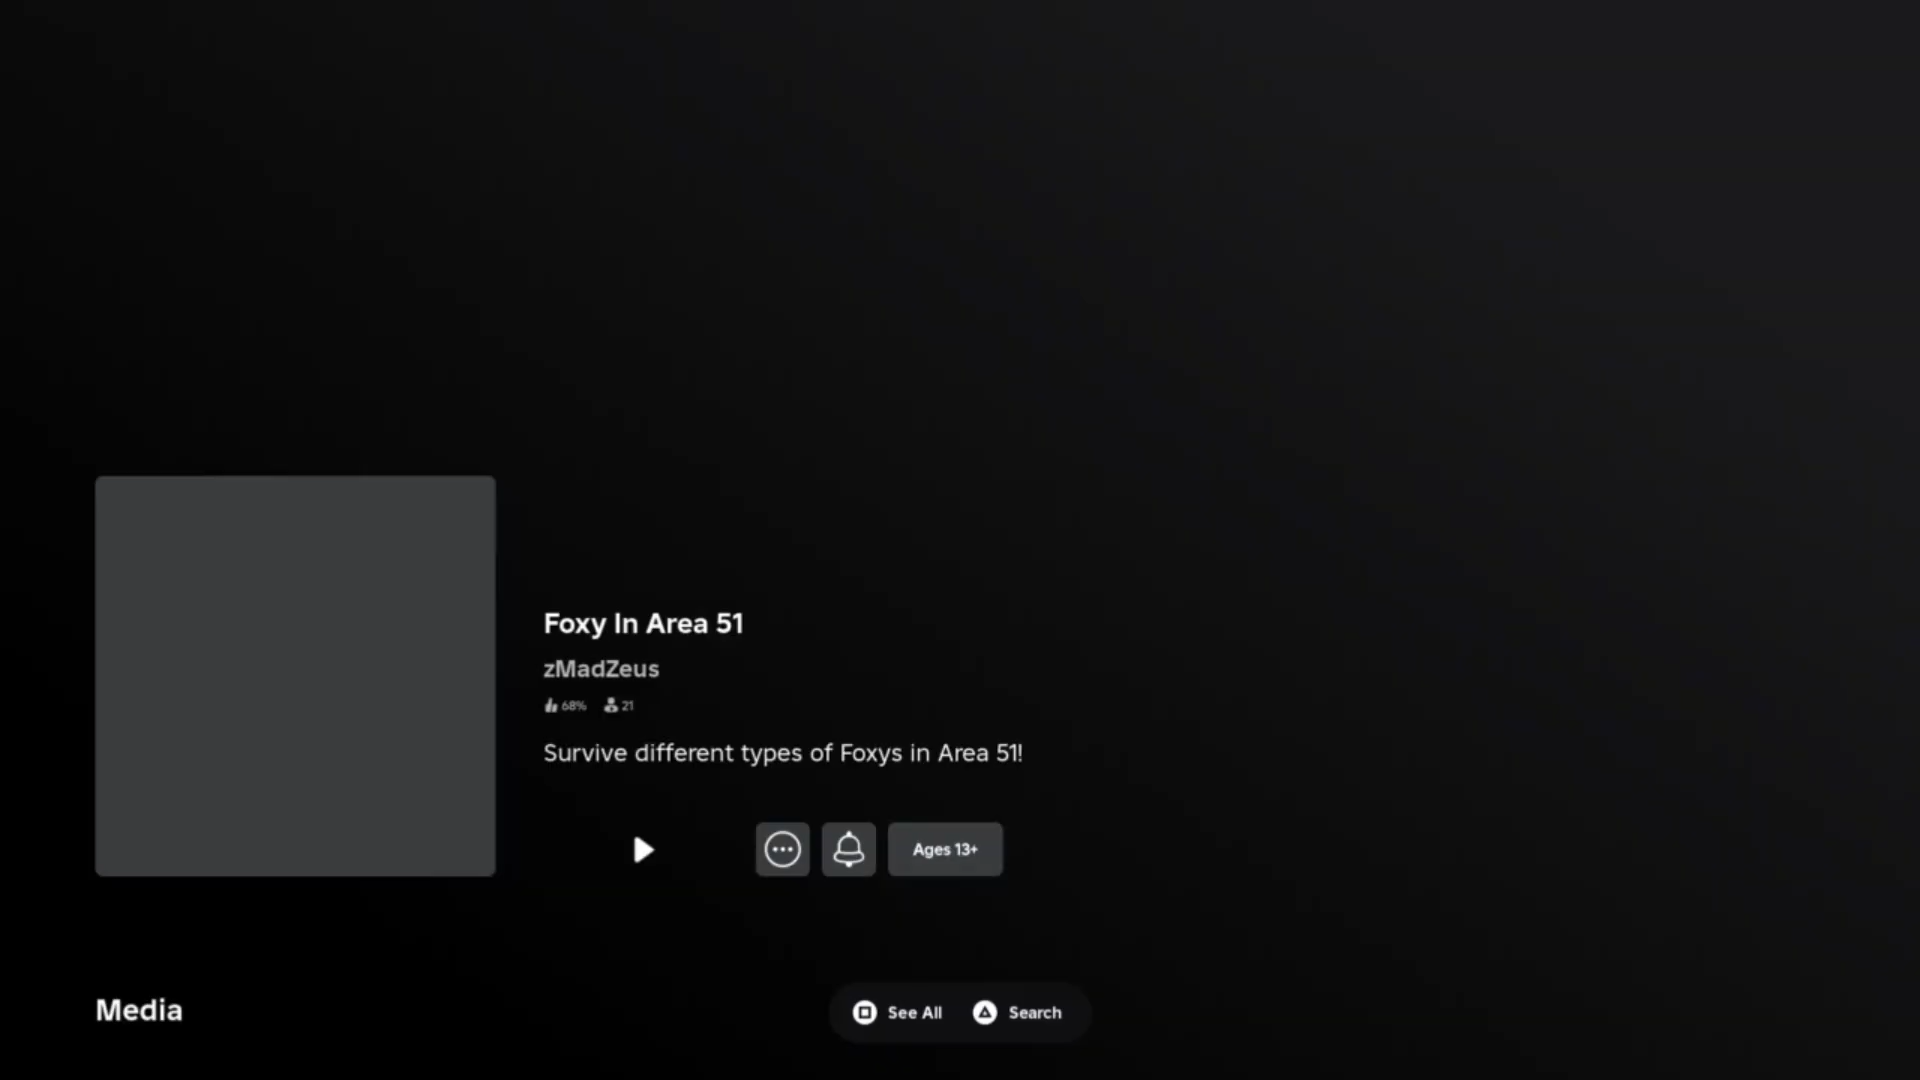 Foxy In Area 51
zMadZeus
68% 21
Survive different types of Foxys in Area 51!
Ages 13+
Media
See All Search